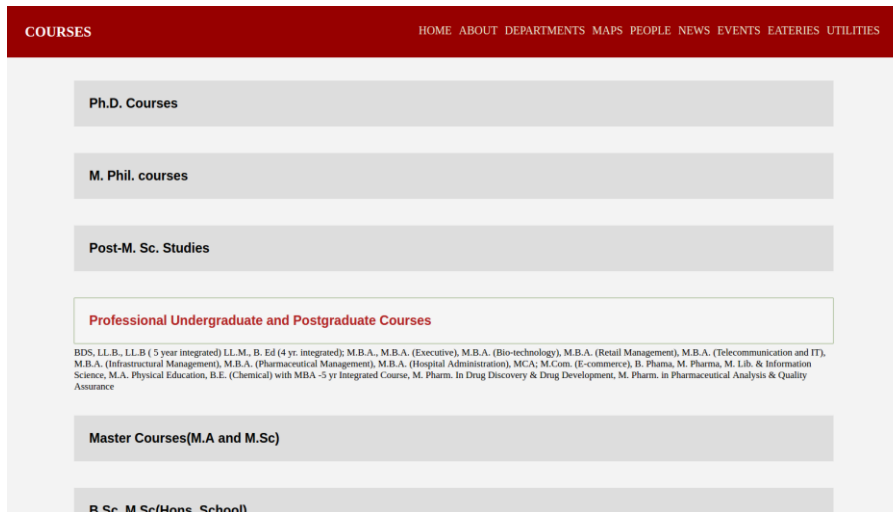 COURSES
HOME ABOUT DEPARTMENTS MAPS PEOPLE NEWS EVENTS EATERIES UTILITIES
Ph.D. Courses
M. Phil. courses
Post-M. Sc. Studies
Professional Undergraduate and Postgraduate Courses
BDS, LL.B., LL.B ( 5 year integrated) LL.M., B. Ed (4 yr. integrated); M.B.A., M.B.A. (Executive), M.B.A. (Bio-technology), M.B.A. (Retail Management), M.B.A. (Telecommunication and IT),
M.B.A. (Infrastructural Management), M.B.A. (Pharmaceutical Management), M.B.A. (Hospital Administration), MCA; M.Com. (E-commerce), B. Phama, M. Pharma, M. Lib. & Information
Science, M.A. Physical Education, B.E. (Chemical) with MBA -5 yr Integrated Course, M. Pharm. In Drug Discovery & Drug Development, M. Pharm. in Pharmaceutical Analysis & Quality
Assurance
Master Courses(M.A and M.Sc)
B.Sc, M.Sc(Hons. School)